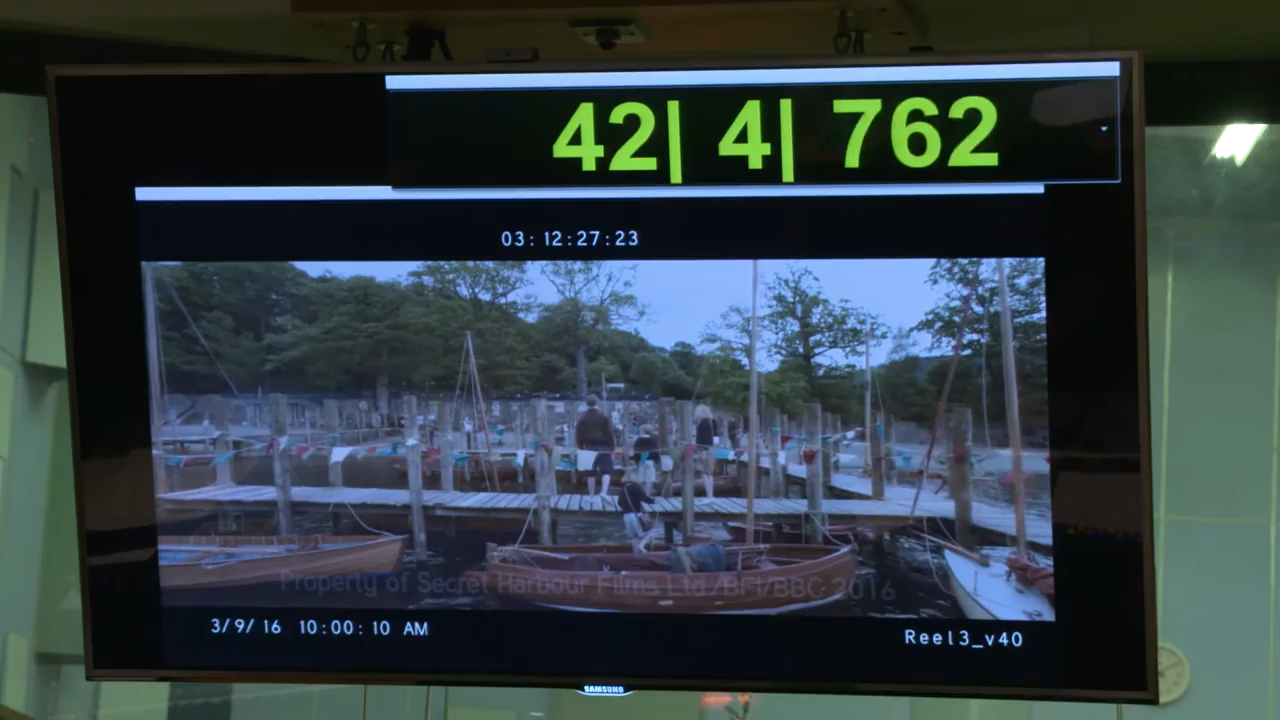 42| 4| 762
03:12:27:23
Property of Secret Harbour Films Ltd/BFI/BBC 2016
3/9/16 10:00:10 AM
Reel3_v40
SAMSUNG